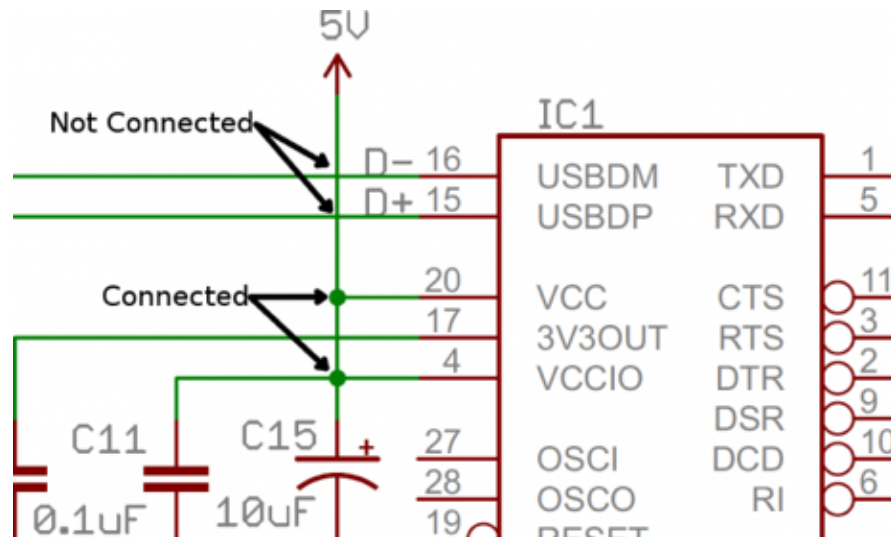 5V
IC1
Not Connected
D- 16 USBDM TXD 1
D+ 15 USBDP RXD 5
Connected
20 VCC CTS 11
17 3V3OUT RTS 3
4 VCCIO DTR 2
DSR 9
C11 C15 + 27 OSCI DCD 10
0.1uF 10uF 28 OSCO RI 6
19 RESET